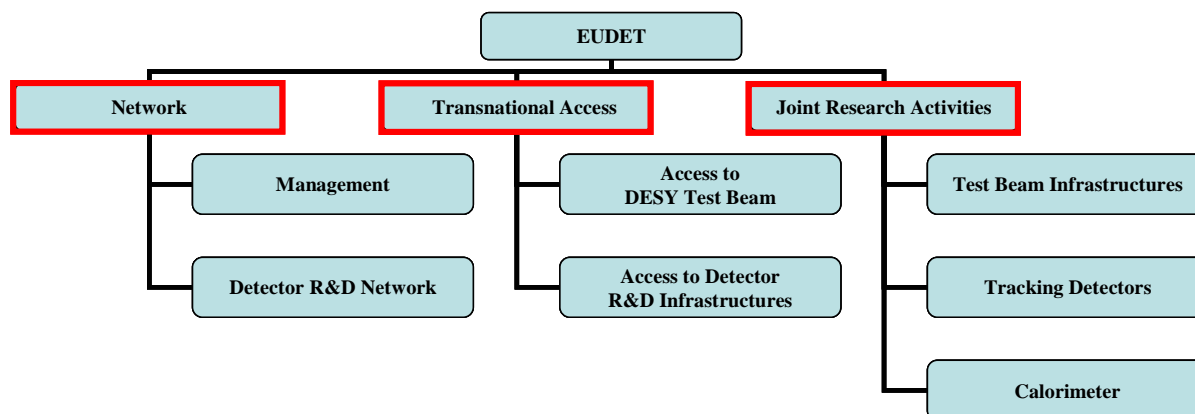 EUDET
Network
Transnational Access
Joint Research Activities
Management
Access to
DESY Test Beam
Test Beam Infrastructures
Detector R&D Network
Access to Detector
R&D Infrastructures
Tracking Detectors
Calorimeter